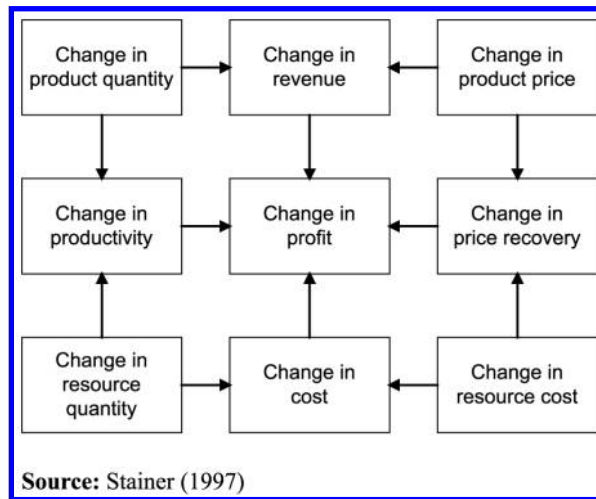 Change in
product quantity
Change in
revenue
Change in
product price
Change in
productivity
Change in
profit
Change in
price recovery
Change in
resource
quantity
Change in
cost
Change in
resource cost
Source: Stainer (1997)